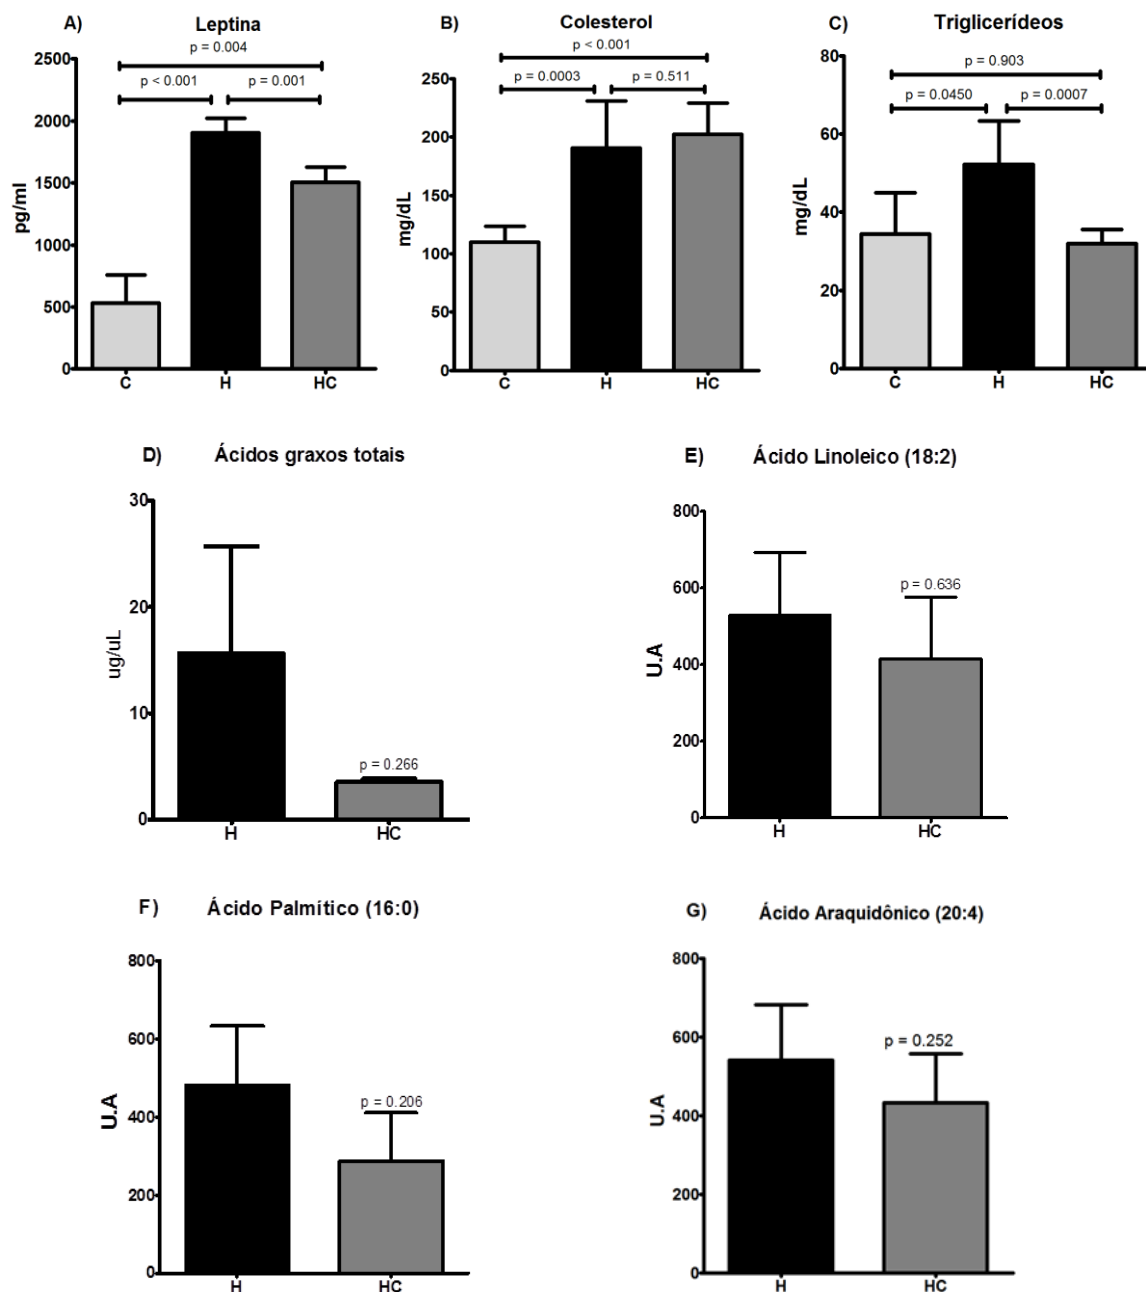 A) Leptina
p = 0.004
p < 0.001 p = 0.001
2500
2000
1500
1000
500
0
pg/ml
C H HC
B) Colesterol
p < 0.001
p = 0.0003 p = 0.511
250
200
150
100
50
0
mg/dL
C H HC
C) Triglicerídeos
p = 0.903
p = 0.0450 p = 0.0007
80
60
40
20
0
mg/dL
C H HC
D) Ácidos graxos totais
30
20
10
0
ug/uL
p = 0.266
H HC
E) Ácido Linoleico (18:2)
800
600
400
200
0
U.A
p = 0.636
H HC
F) Ácido Palmítico (16:0)
800
600
400
200
0
U.A
p = 0.206
H HC
G) Ácido Araquidônico (20:4)
800
600
400
200
0
U.A
p = 0.252
H HC